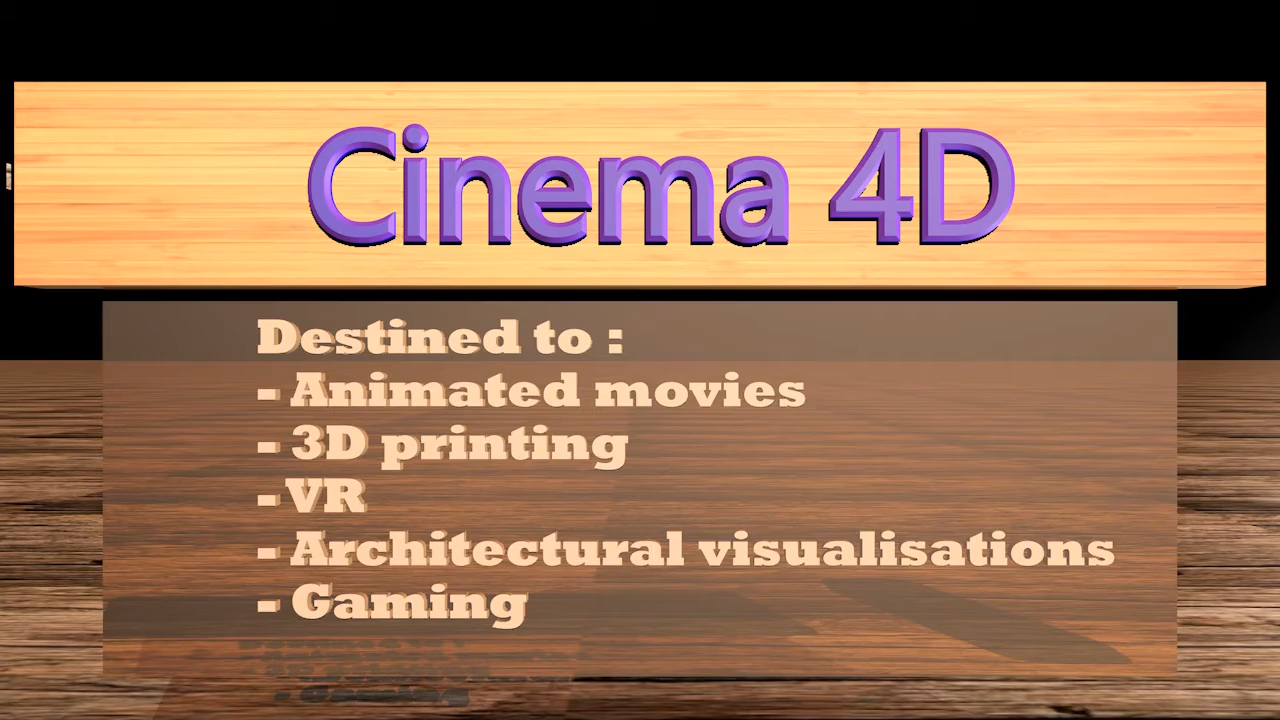 Cinema 4D
Destined to :
- Animated movies
- 3D printing
- VR
- Architectural visualisations
- Gaming